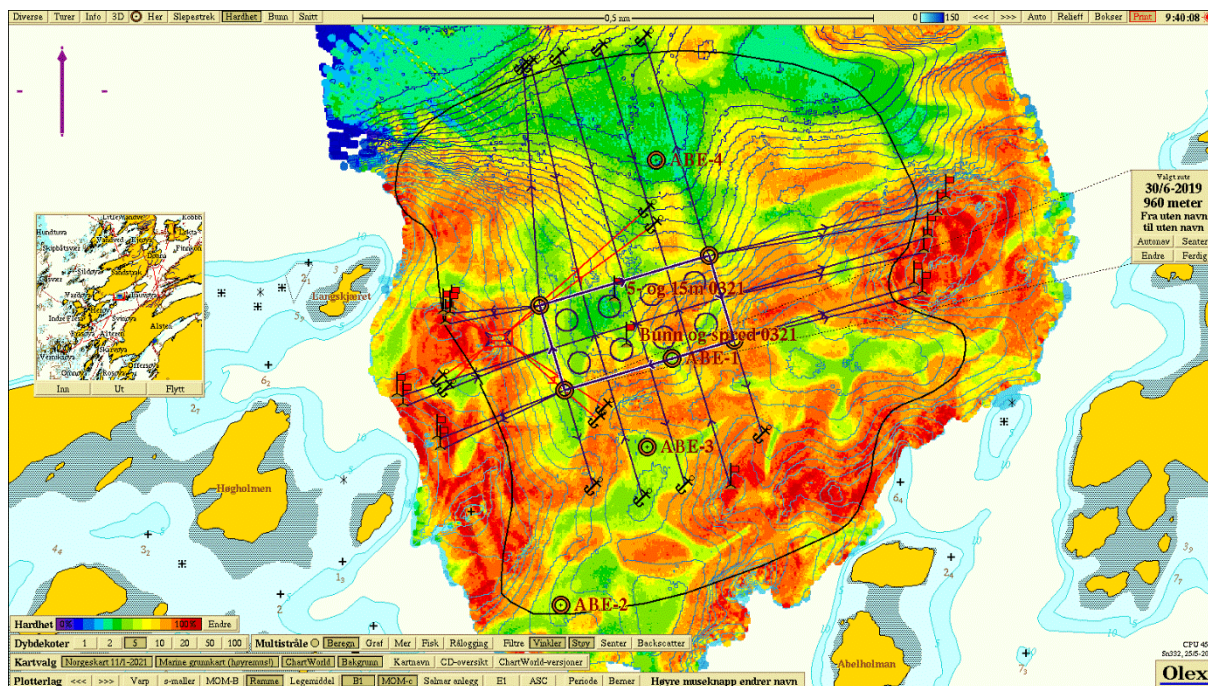 Diverse Turer Info 3D Her Slepestrek Hardhet Bunn Snitt
0,5 nm
0 150 <<< >>> Auto Relieff Bokser Print 9:40:08
ABE-4
Valgt rute
30/6-2019
960 meter
Fra uten navn
til uten navn
Autonav Senter
Endre Ferdig
Langskjæret
5- og 15m 0321
Bunn og spred 0321
ABE-1
Inn Ut Flytt
ABE-3
Høgholmen
ABE-2
Abelholman
Hardhet 0% 100% Endre
Dybdekoter 1 2 5 10 20 50 100 Multistråle Beregn Graf Mer Fisk Rålogging Filtre Vinkler Støy Senter Backscatter
Kartvalg Norgeskart 11/1-2021 Marine grunnkart (høyremus!) ChartWorld Bakgrunn Kartnavn CD-oversikt ChartWorld-versjoner
Plotterlag <<< >>> Varp s-maller MOM-B Ramme Legemiddel B1 MOM-c Salmar anlegg E1 ASC Periode Bemer Høyre museknapp endrer navn
Olex